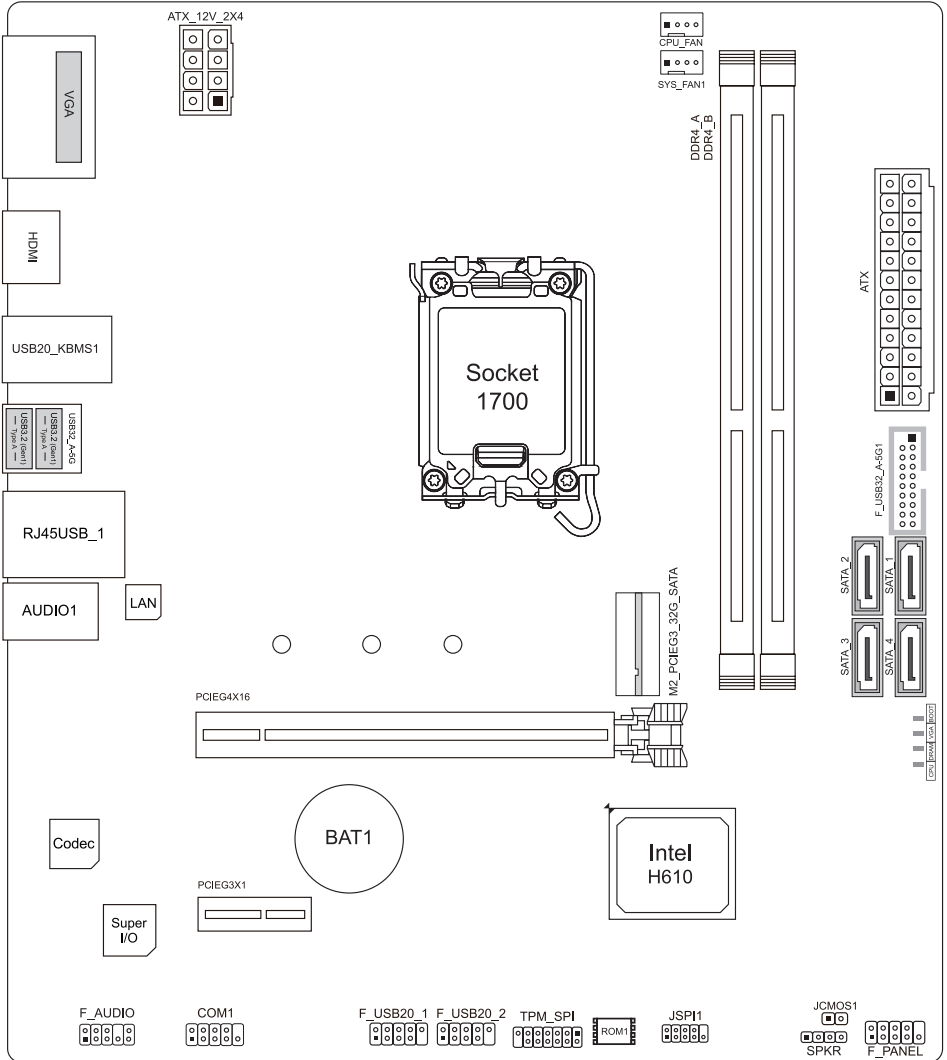 ATX_12V_2X4
CPU_FAN
SYS_FAN1
VGA
DDR4_A
DDR4_B
HDMI
ATX
USB20_KBMS1
Socket
1700
USB32_A-5G
USB3.2 (Gen1)
— Type A —
USB3.2 (Gen1)
— Type A —
F_USB32_A-5G1
RJ45USB_1
SATA_2
SATA_1
AUDIO1
LAN
M2_PCIEG3_32G_SATA
SATA_3
SATA_4
PCIEG4X16
BOOT
VGA
DRAM
CPU
BAT1
Codec
Intel
H610
PCIEG3X1
Super
I/O
F_AUDIO
COM1
F_USB20_1
F_USB20_2
TPM_SPI
ROM1
JSPI1
JCMOS1
SPKR
F_PANEL